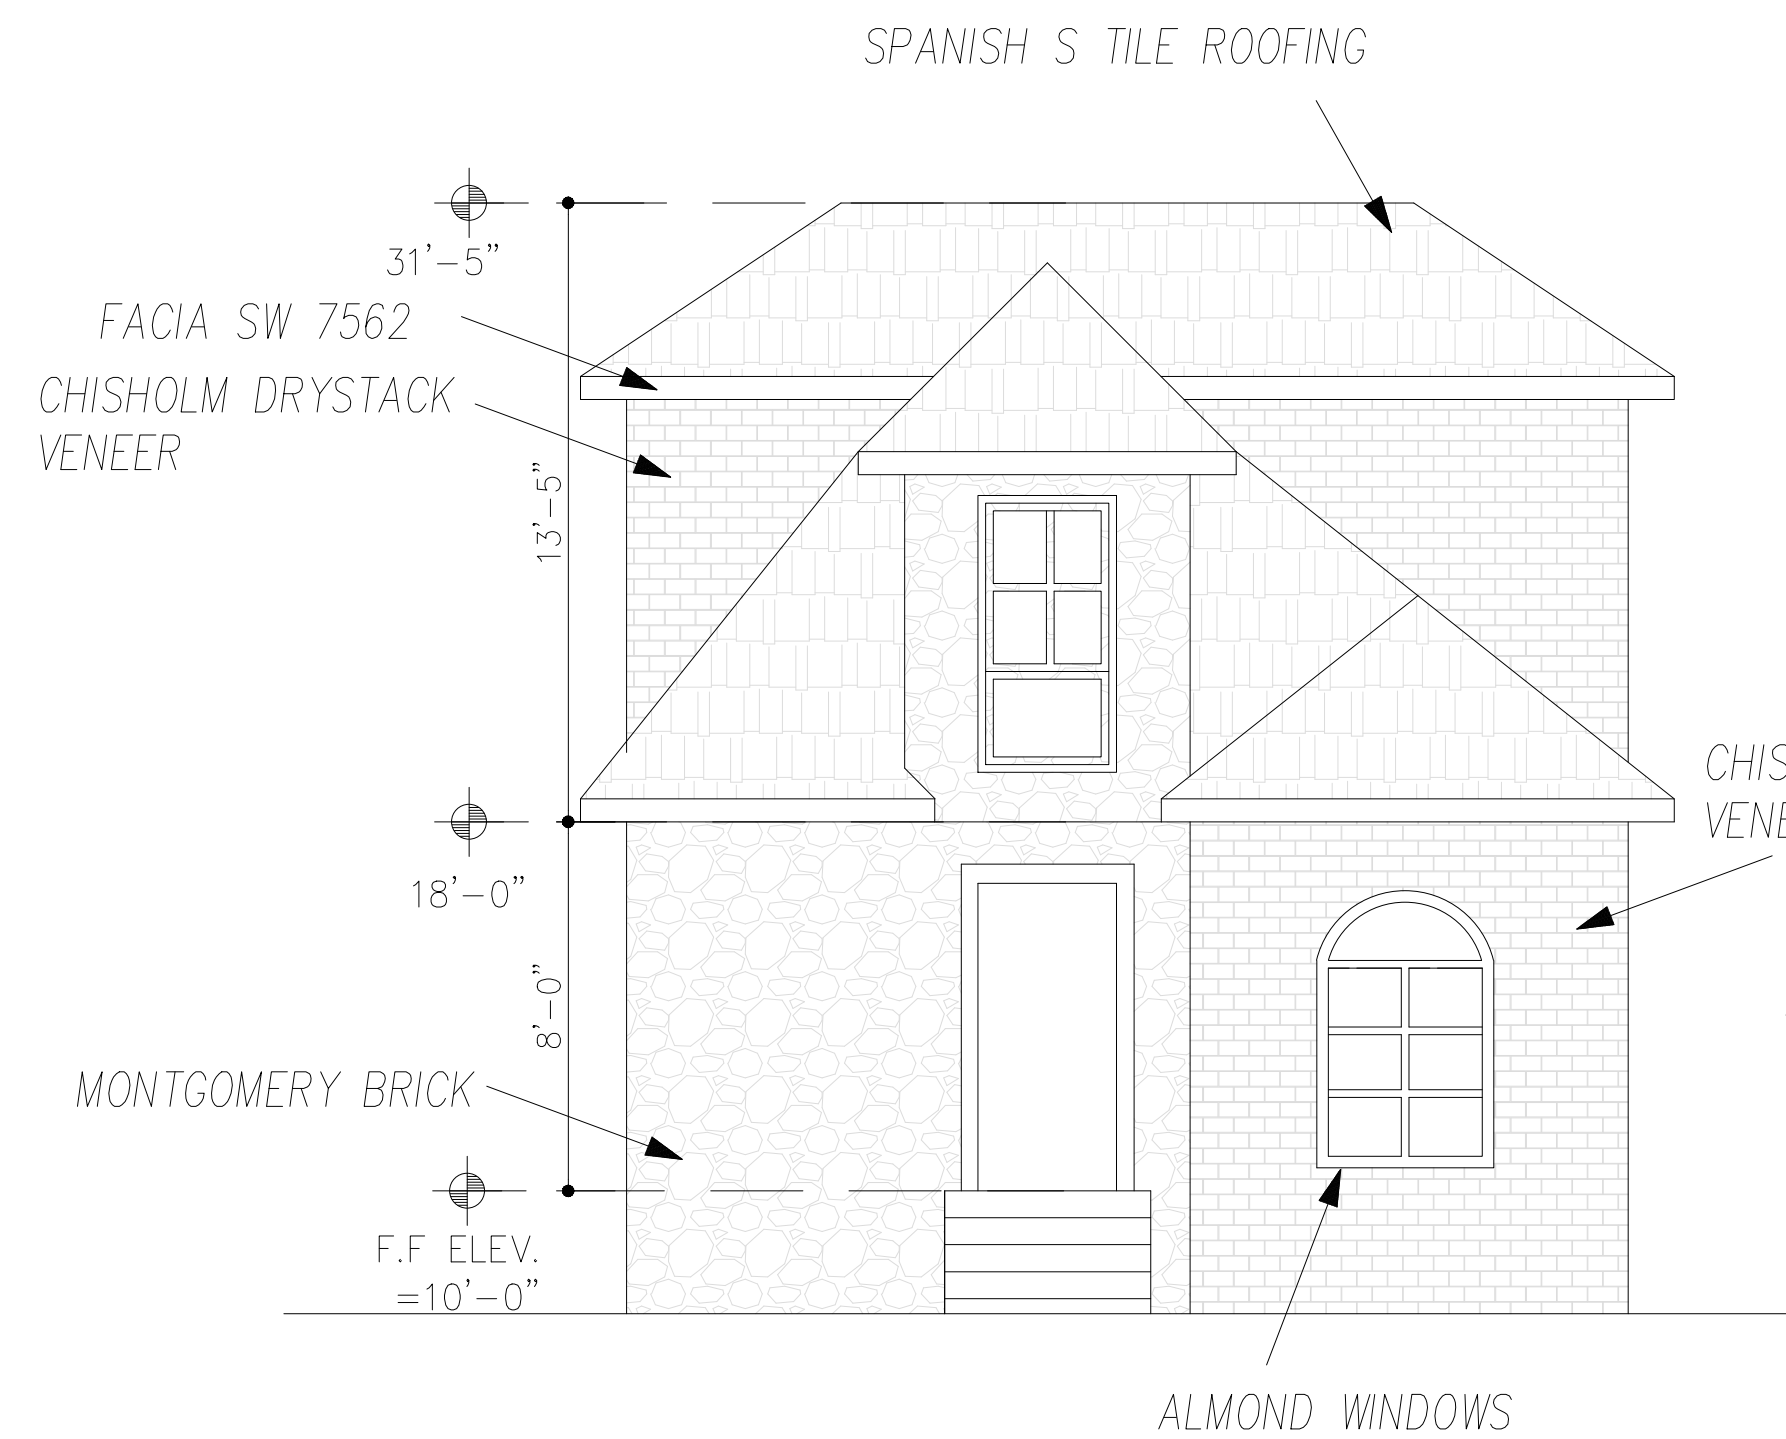 SPANISH S TILE ROOFING
31'-5"
FACIA SW 7562
CHISHOLM DRYSTACK
VENEER
13'-5"
CHIS
VENE
18'-0"
8'-0"
MONTGOMERY BRICK
F.F ELEV.
=10'-0"
ALMOND WINDOWS